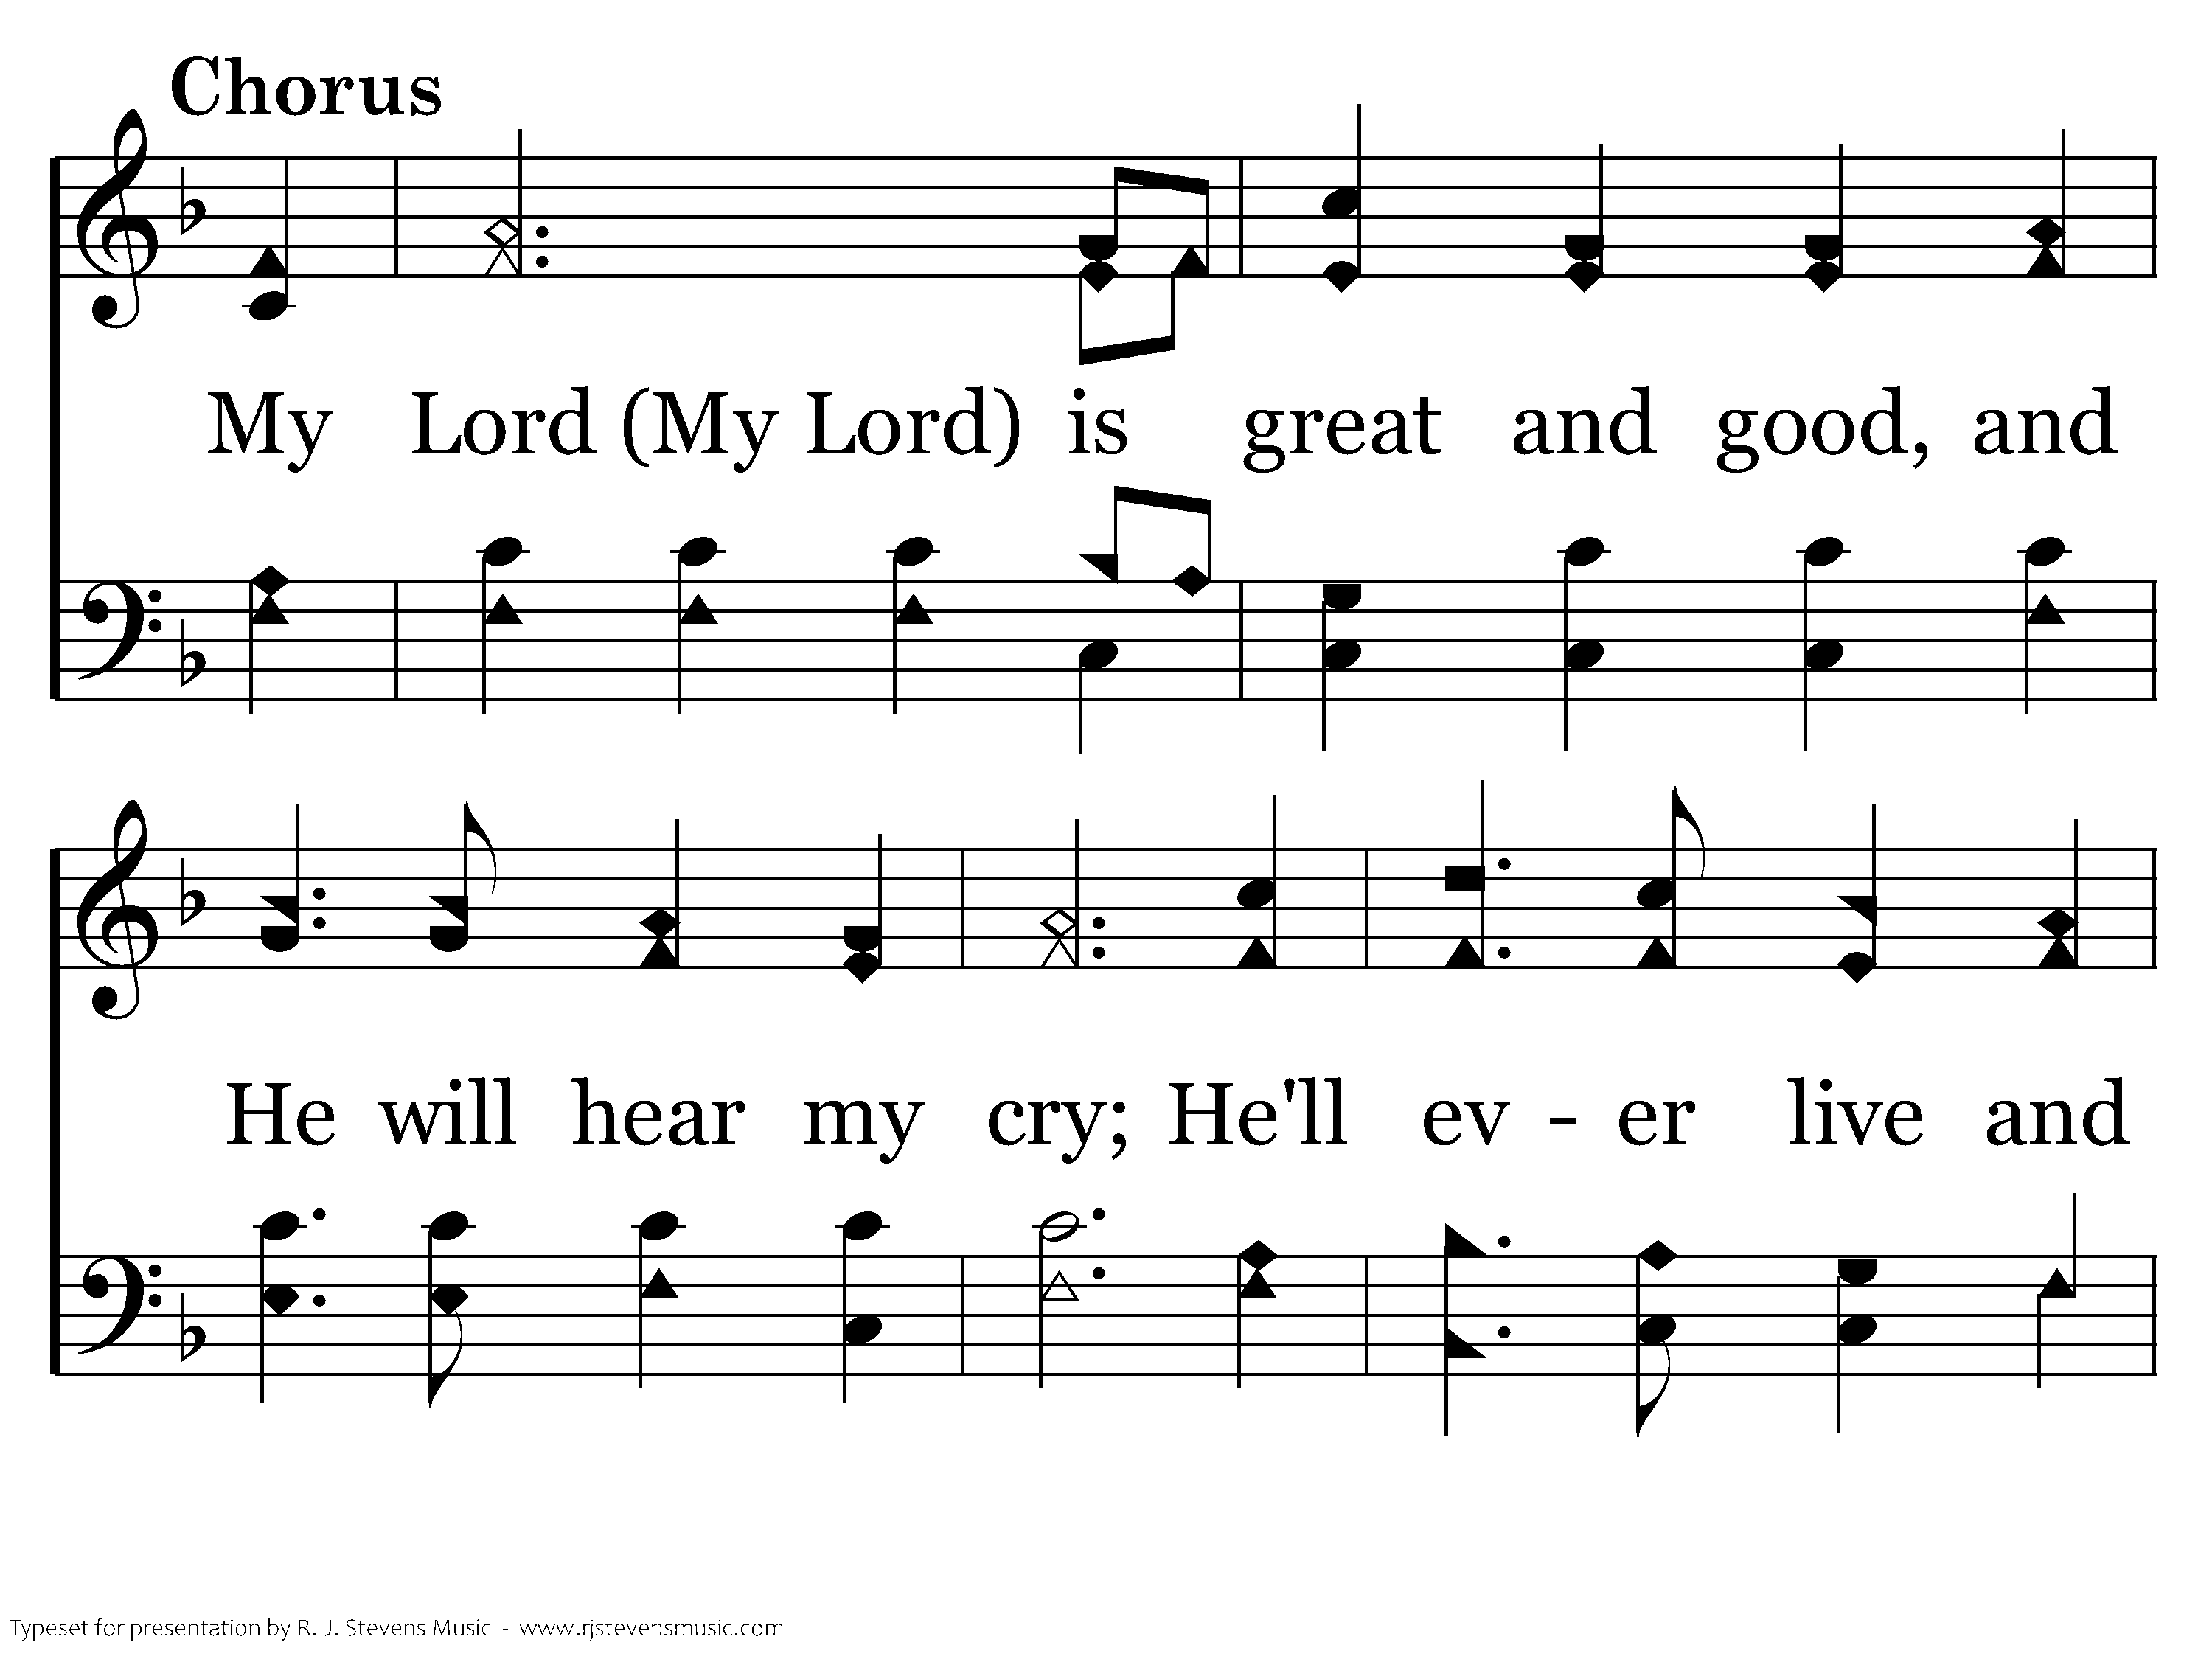 Chorus
My Lord (My Lord) is great and good, and
He will hear my cry; He'll ev - er live and
Typeset for presentation by R. J. Stevens Music - www.rjstevensmusic.com